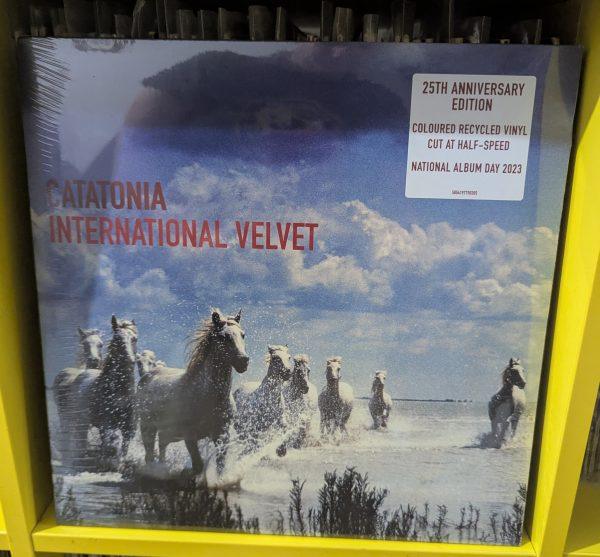 CATATONIA
INTERNATIONAL VELVET
25TH ANNIVERSARY
EDITION
COLOURED RECYCLED VINYL
CUT AT HALF-SPEED
NATIONAL ALBUM DAY 2023